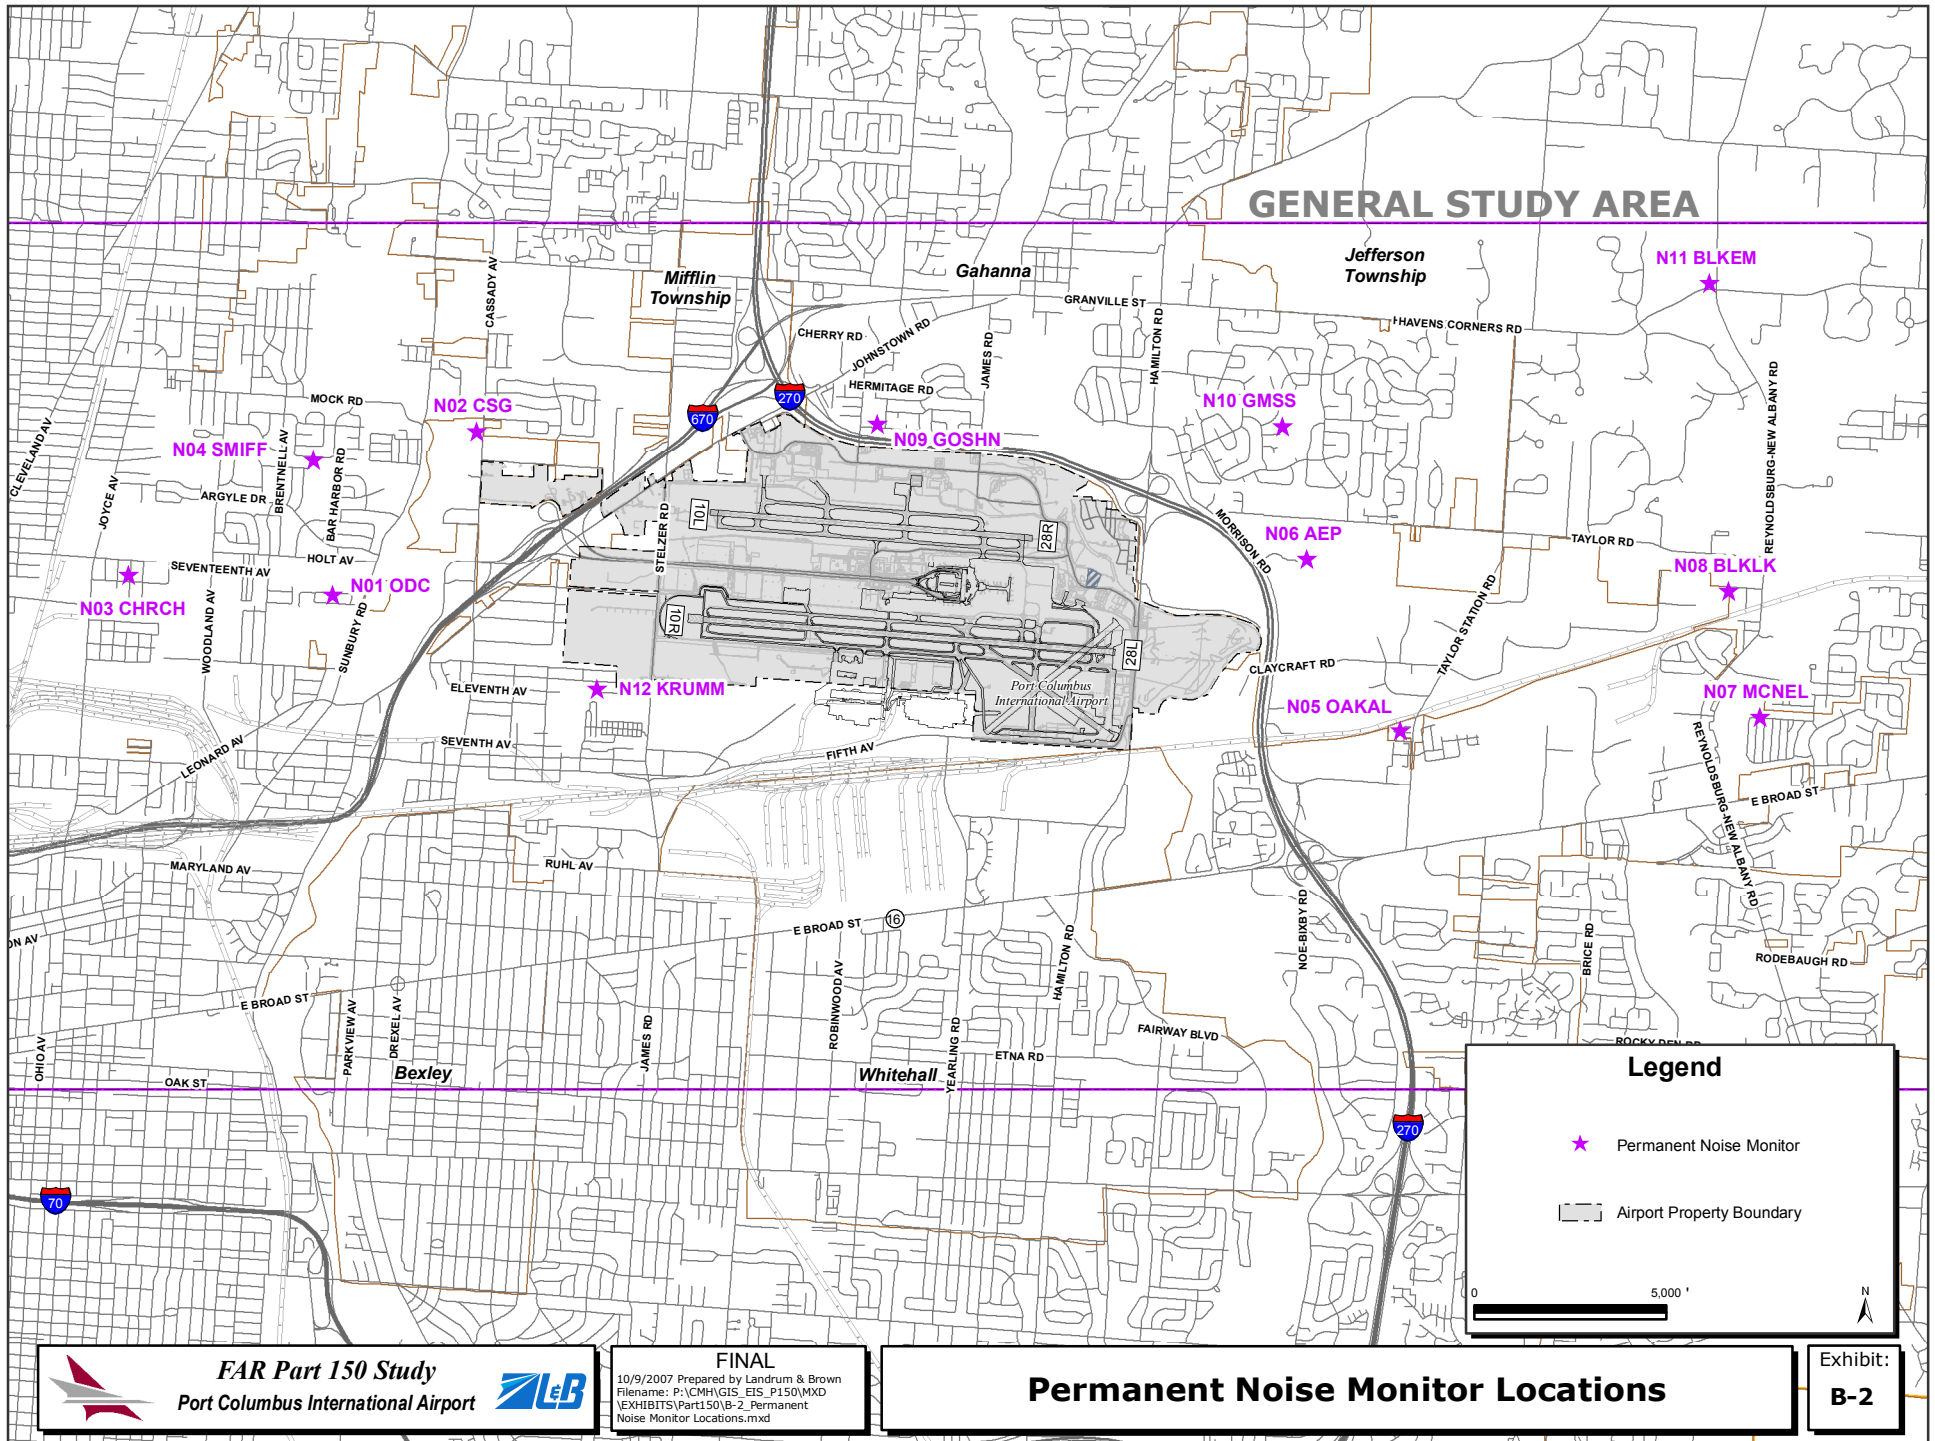 GENERAL STUDY AREA
Jefferson
Township
N11 BLKEM
Gahanna
Mifflin
Township
CASSADY AV
GRANVILLE ST
HAVENS CORNERS RD
CHERRY RD
JOHNSTOWN RD
JAMES RD
HAMILTON RD
HERMITAGE RD
REYNOLDSBURG-NEW ALBANY RD
270
670
MOCK RD
N02 CSG
N10 GMSS
N09 GOSHN
N04 SMIFF
CLEVELAND AV
JOYCE AV
BRENTNELL AV
BAR HARBOR RD
ARGYLE DR
STELZER RD
10L
28R
MORRISON RD
N06 AEP
TAYLOR RD
HOLT AV
SEVENTEENTH AV
N01 ODC
N08 BLKLK
N03 CHRCH
WOODLAND AV
SUNBURY RD
10R
28L
TAYLOR STATION RD
CLAYCRAFT RD
ELEVENTH AV
N12 KRUMM
Port Columbus
International Airport
N07 MCNEL
N05 OAKAL
LEONARD AV
SEVENTH AV
FIFTH AV
REYNOLDSBURG-NEW ALBANY RD
E BROAD ST
MARYLAND AV
RUHL AV
E BROAD ST
16
NOE-BIXBY RD
BRICE RD
ON AV
RODEBAUGH RD
HAMILTON RD
E BROAD ST
PARKVIEW AV
DREXEL AV
JAMES RD
ROBINWOOD AV
YEARLING RD
FAIRWAY BLVD
ETNA RD
ROCKY DEN RD
OHIO AV
OAK ST
Bexley
Whitehall
270
70
Legend
Permanent Noise Monitor
Airport Property Boundary
0
5,000 '
N
FAR Part 150 Study
Port Columbus International Airport
L&B
FINAL
10/9/2007 Prepared by Landrum & Brown
Filename: P:\CMH\GIS_EIS_P150\MXD
\EXHIBITS\Part150\B-2_Permanent
Noise Monitor Locations.mxd
Permanent Noise Monitor Locations
Exhibit:
B-2